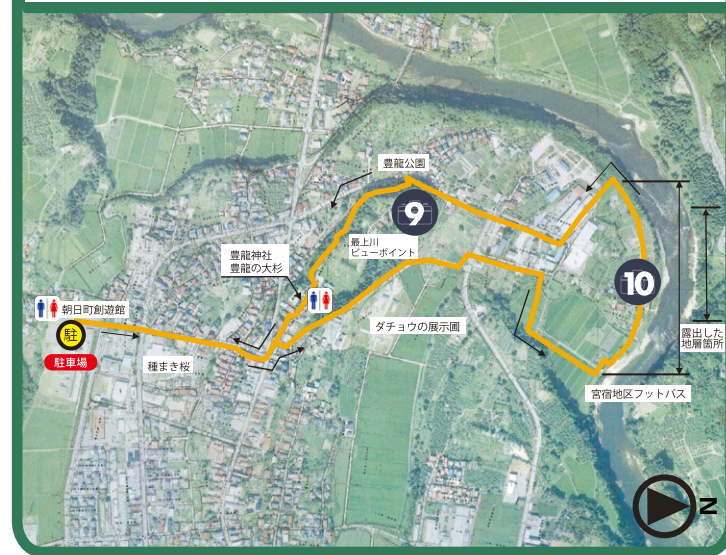 豊龍公園
9
最上川
ビューポイント
豊龍神社
豊龍の大杉
10
朝日町創遊館
駐
駐車場
種まき桜
ダチョウの展示圃
露出した
地層箇所
宮宿地区フットパス
N